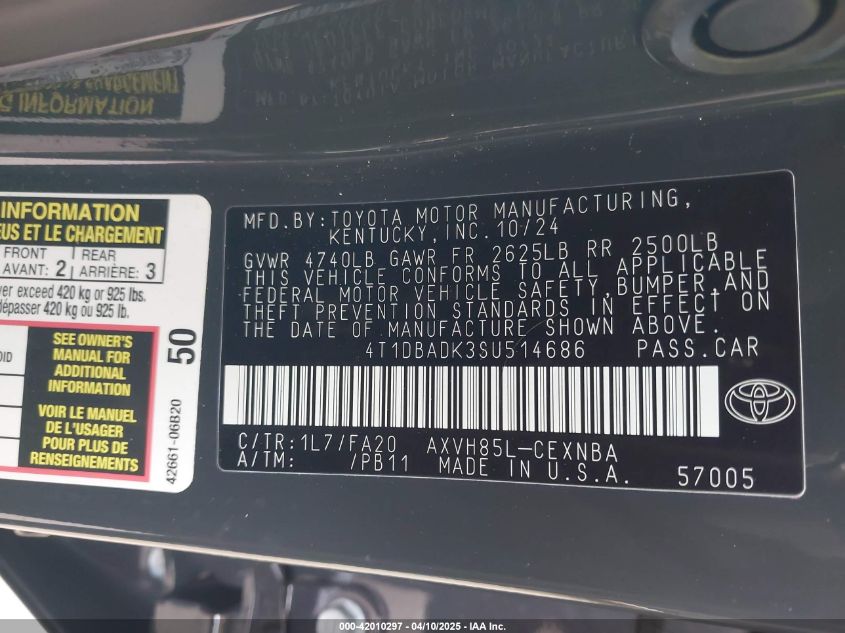 INFORMATION
EUS ET LE CHARGEMENT
FRONT
AVANT: 2
REAR
ARRIÈRE: 3
ver exceed 420 kg or 925 lbs.
dépasser 420 kg ou 925 lb.
SEE OWNER'S
MANUAL FOR
ADDITIONAL
INFORMATION
VOIR LE MANUEL
DE L'USAGER
POUR PLUS DE
RENSEIGNEMENTS
50
42661-06B20
MFD.BY:TOYOTA MOTOR MANUFACTURING,
KENTUCKY,INC. 10/24
GVWR 4740LB GAWR FR 2625LB RR 2500LB
THIS VEHICLE CONFORMS TO ALL APPLICABLE
FEDERAL MOTOR VEHICLE SAFETY,BUMPER,AND
THEFT PREVENTION STANDARDS IN EFFECT ON
THE DATE OF MANUFACTURE SHOWN ABOVE.
4T1DBADK3SU514686 PASS.CAR
C/TR:1L7/FA20 AXVH85L-CEXNBA
A/TM: /PB11 MADE IN U.S.A. 57005
000-42010297 - 04/10/2025 - IAA Inc.